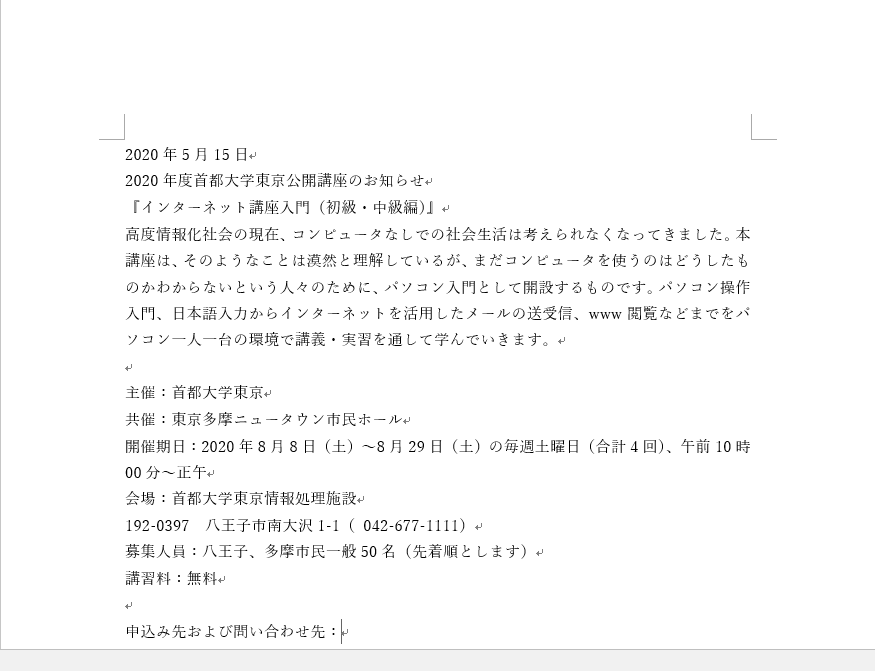 2020 年 5 月 15 日
2020 年度首都大学東京公開講座のお知らせ
『インターネット講座入門（初級・中級編）』
高度情報化社会の現在、コンピュータなしでの社会生活は考えられなくなってきました。本
講座は、そのようなことは漠然と理解しているが、まだコンピュータを使うのはどうしたも
のかわからないという人々のために、パソコン入門として開設するものです。パソコン操作
入門、日本語入力からインターネットを活用したメールの送受信、www 閲覧などまでをパ
ソコン一人一台の環境で講義・実習を通して学んでいきます。

主催：首都大学東京
共催：東京多摩ニュータウン市民ホール
開催期日：2020 年 8 月 8 日（土）～8 月 29 日（土）の毎週土曜日（合計 4 回）、午前 10 時
00 分～正午
会場：首都大学東京情報処理施設
192-0397　八王子市南大沢 1-1（ 042-677-1111）
募集人員：八王子、多摩市民一般 50 名（先着順とします）
講習料：無料

申込み先および問い合わせ先：